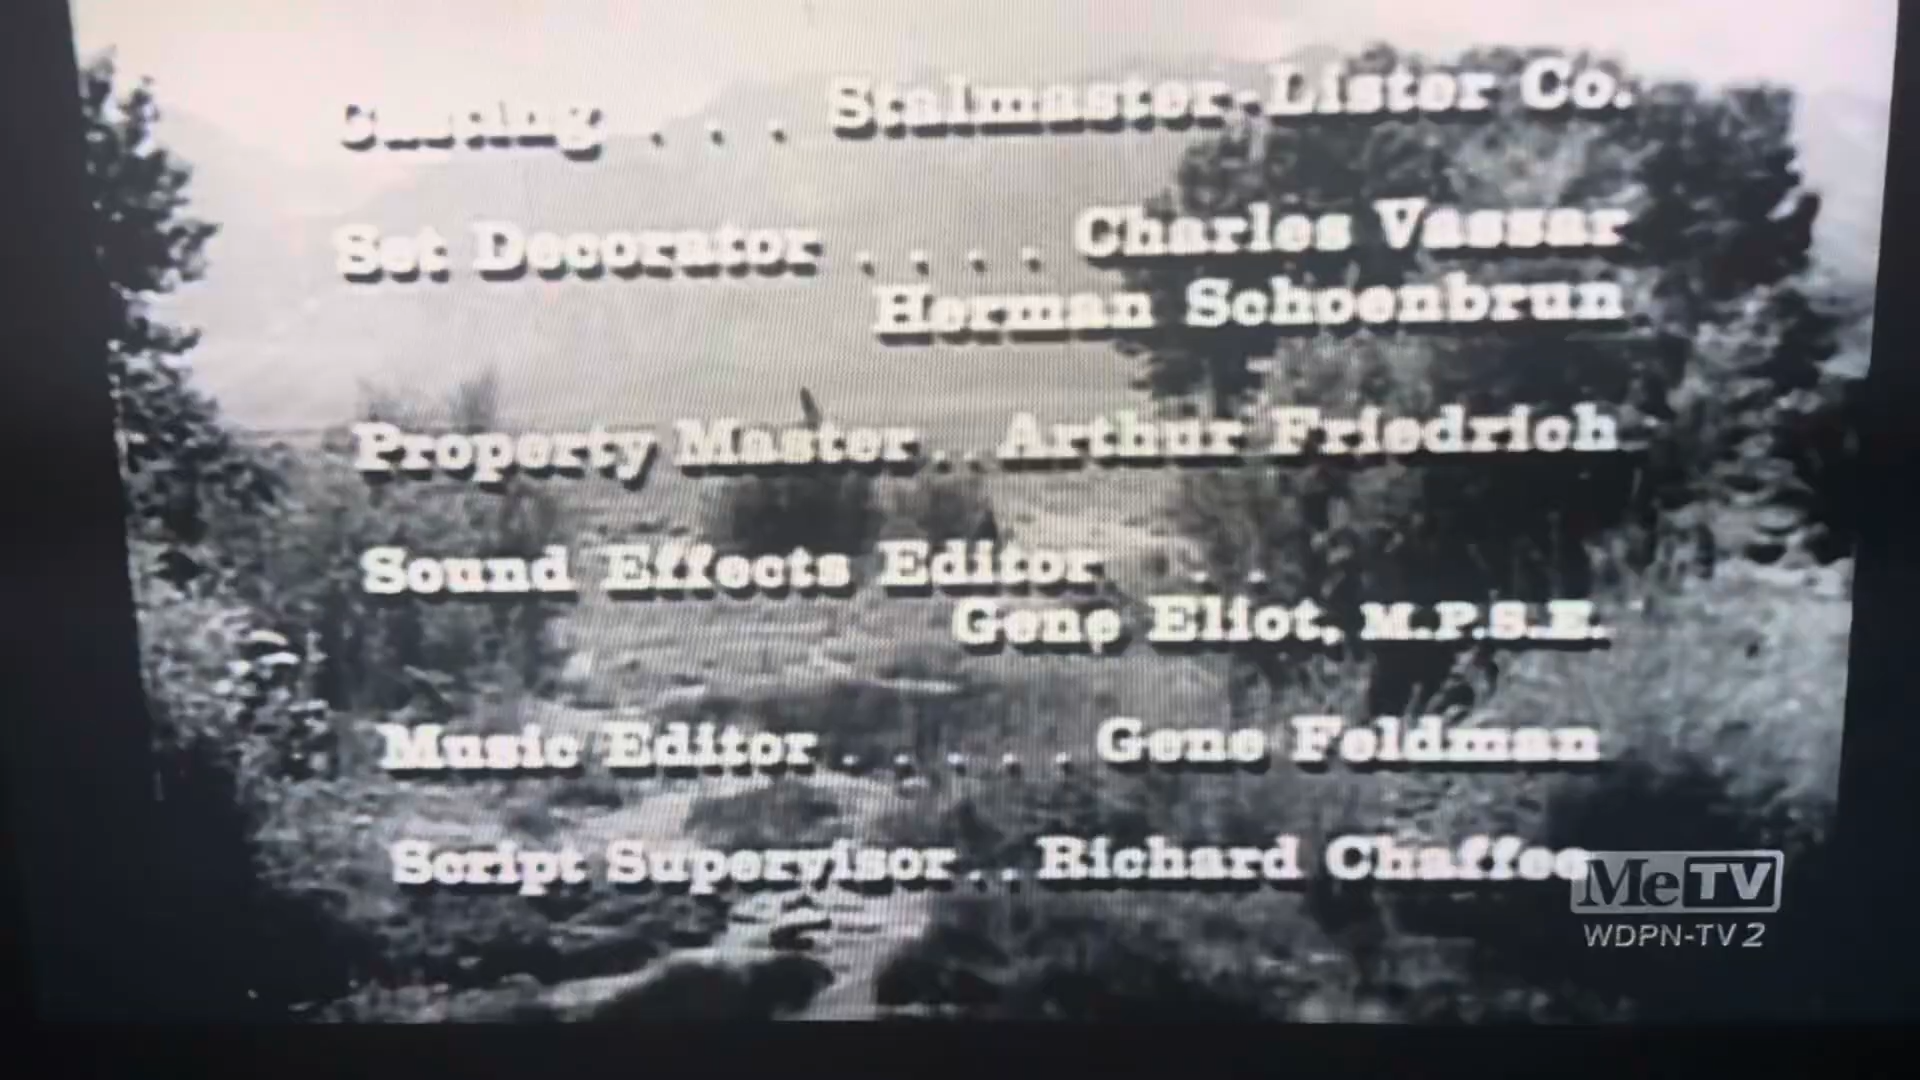 Casting . . . Stalmaster-Lister Co.
Set Decorator . . . . Charles Vassar
Herman Schoenbrun
Property Master . . Arthur Friedrich
Sound Effects Editor . .
Gene Eliot, M.P.S.E.
Music Editor . . . . . Gene Feldman
Script Supervisor . . Richard Chaffee
MeTV
WDPN-TV 2